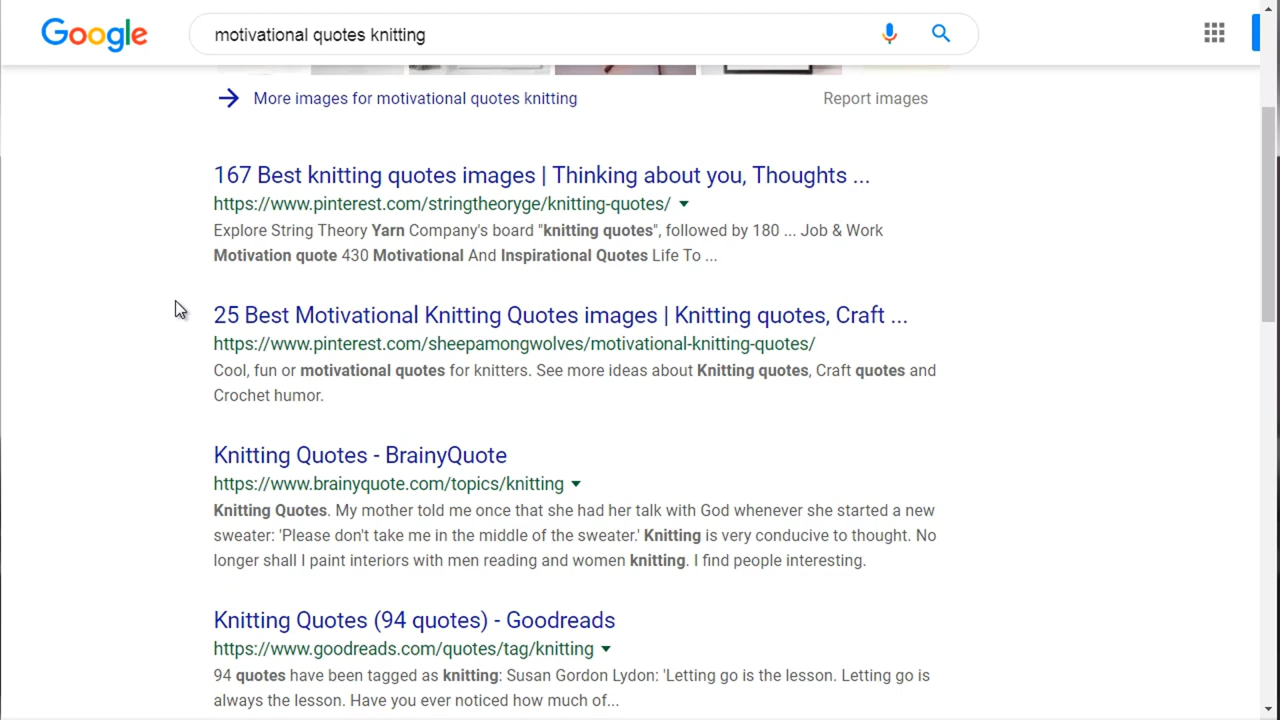 Google
motivational quotes knitting
More images for motivational quotes knitting
Report images
167 Best knitting quotes images | Thinking about you, Thoughts ...
https://www.pinterest.com/stringtheoryge/knitting-quotes/
Explore String Theory Yarn Company's board "knitting quotes", followed by 180 ... Job & Work
Motivation quote 430 Motivational And Inspirational Quotes Life To ...
25 Best Motivational Knitting Quotes images | Knitting quotes, Craft ...
https://www.pinterest.com/sheepamongwolves/motivational-knitting-quotes/
Cool, fun or motivational quotes for knitters. See more ideas about Knitting quotes, Craft quotes and
Crochet humor.
Knitting Quotes - BrainyQuote
https://www.brainyquote.com/topics/knitting
Knitting Quotes. My mother told me once that she had her talk with God whenever she started a new
sweater: 'Please don't take me in the middle of the sweater.' Knitting is very conducive to thought. No
longer shall I paint interiors with men reading and women knitting. I find people interesting.
Knitting Quotes (94 quotes) - Goodreads
https://www.goodreads.com/quotes/tag/knitting
94 quotes have been tagged as knitting: Susan Gordon Lydon: 'Letting go is the lesson. Letting go is
always the lesson. Have you ever noticed how much of...